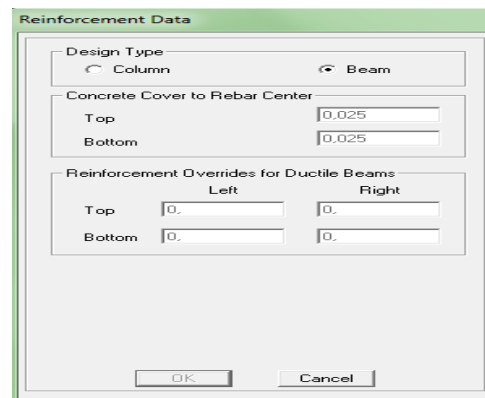 Reinforcement Data
Design Type
Column Beam
Concrete Cover to Rebar Center
Top 0,025
Bottom 0,025
Reinforcement Overrides for Ductile Beams
Left Right
Top 0, 0,
Bottom 0, 0,
OK Cancel